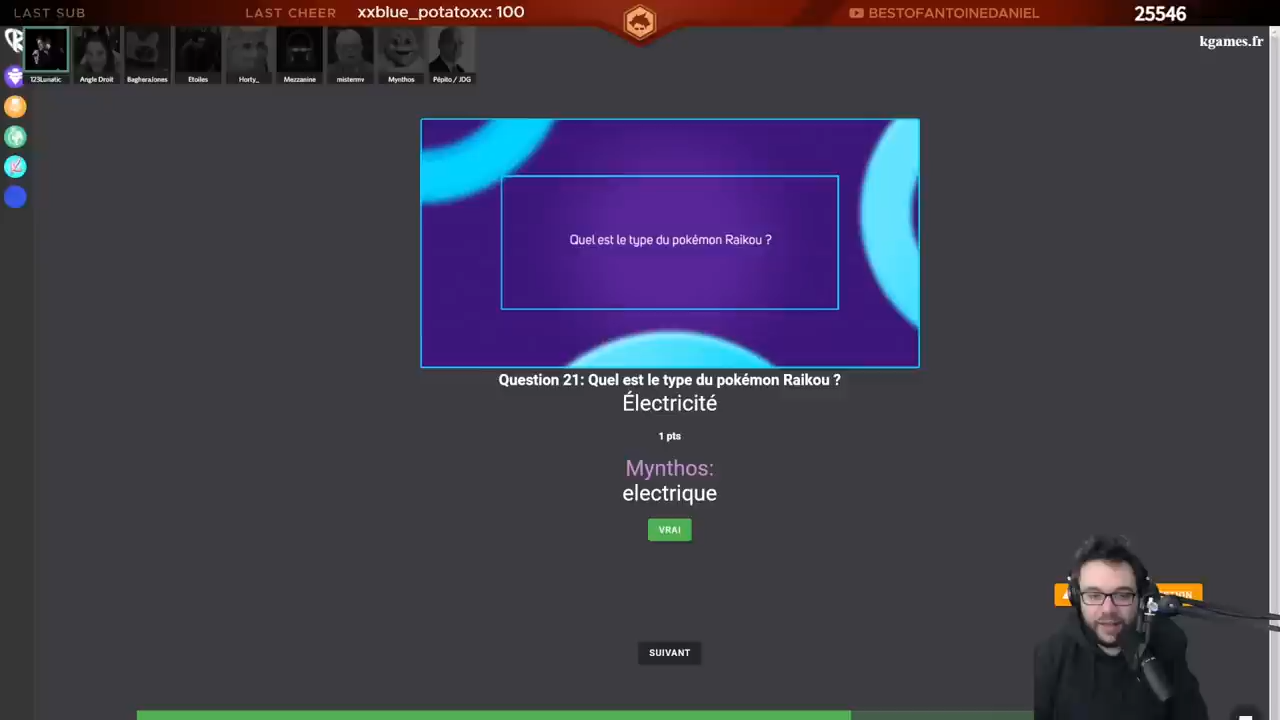 LAST SUB
LAST CHEER xxblue_potatoxx: 100
BESTOFANTOINEDANIEL
25546
kgames.fr
123Lunatic
Angle Droit
BagheraJones
Etoiles
Horty_
Mezzanine
mistermv
Mynthos
Pépito / JDG
Quel est le type du pokémon Raikou ?
Question 21: Quel est le type du pokémon Raikou ?
Électricité
1 pts
Mynthos:
electrique
VRAI
SUIVANT